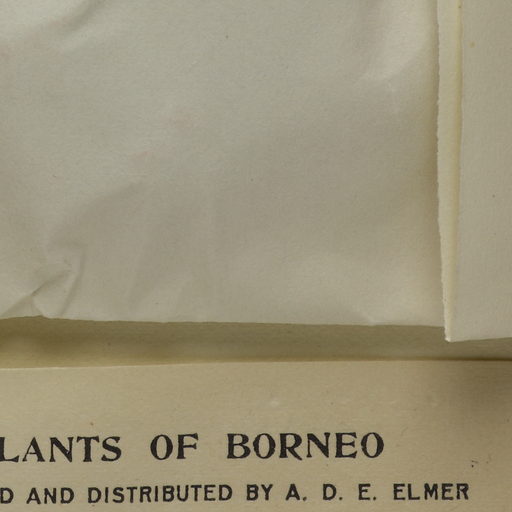 LANTS OF BORNEO
D AND DISTRIBUTED BY A. D. E. ELMER